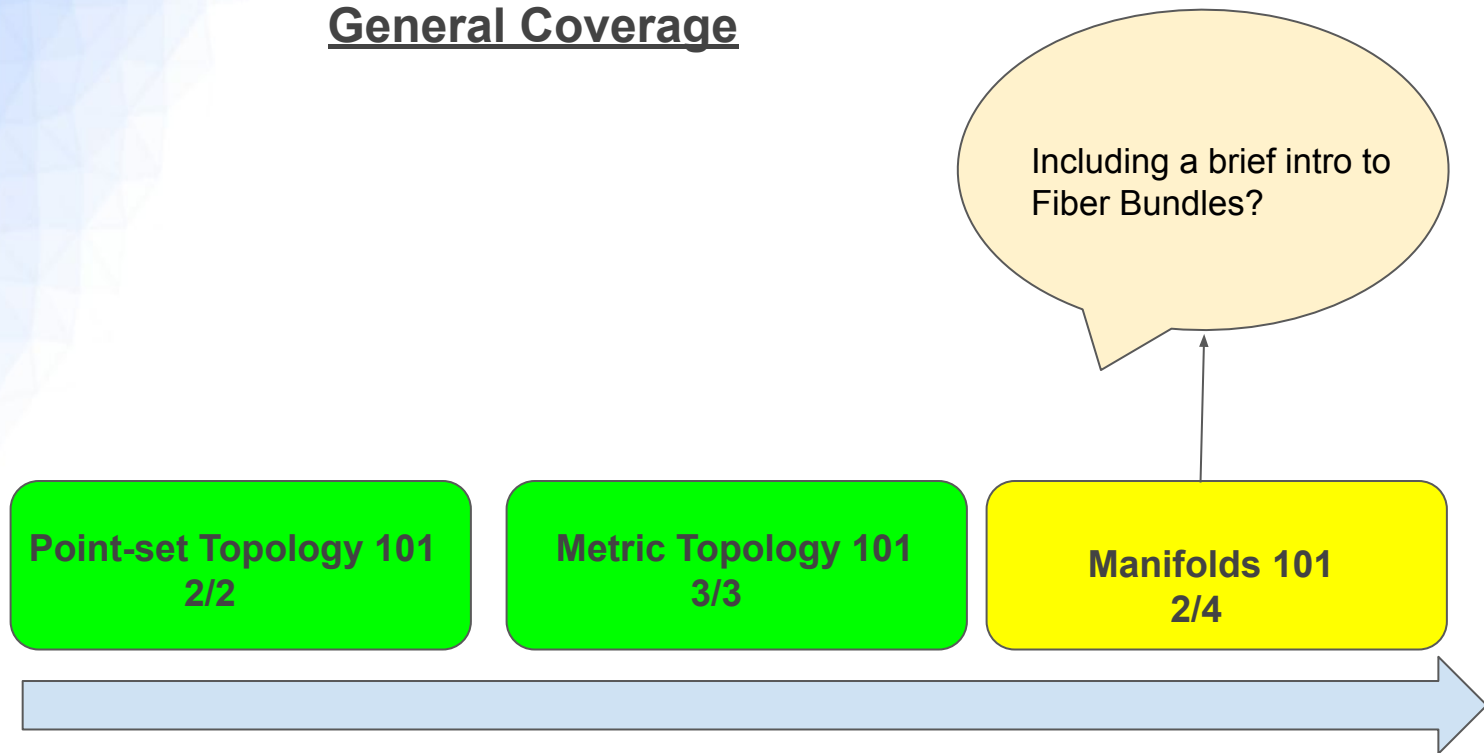 General Coverage
Including a brief intro to
Fiber Bundles?
Point-set Topology 101
2/2
Metric Topology 101
3/3
Manifolds 101
2/4